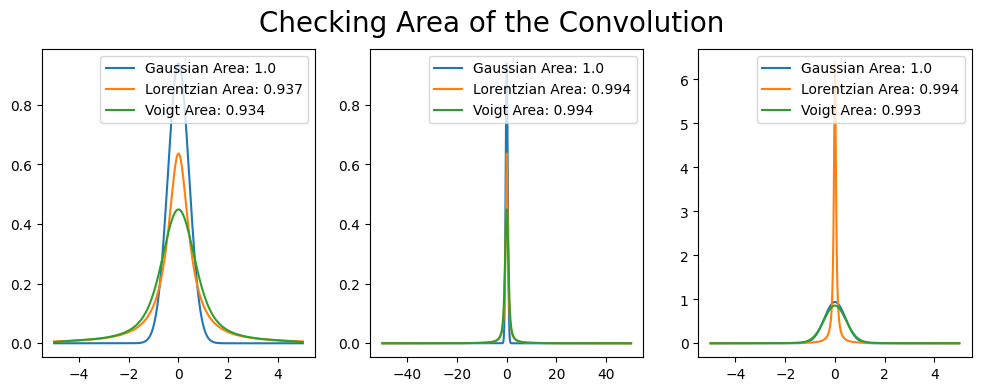 Checking Area of the Convolution
Gaussian Area: 1.0
Lorentzian Area: 0.937
Voigt Area: 0.934
0.8
0.6
0.4
0.2
0.0
−4 −2 0 2 4
Gaussian Area: 1.0
Lorentzian Area: 0.994
Voigt Area: 0.994
0.8
0.6
0.4
0.2
0.0
−40 −20 0 20 40
Gaussian Area: 1.0
Lorentzian Area: 0.994
Voigt Area: 0.993
6
5
4
3
2
1
0
−4 −2 0 2 4